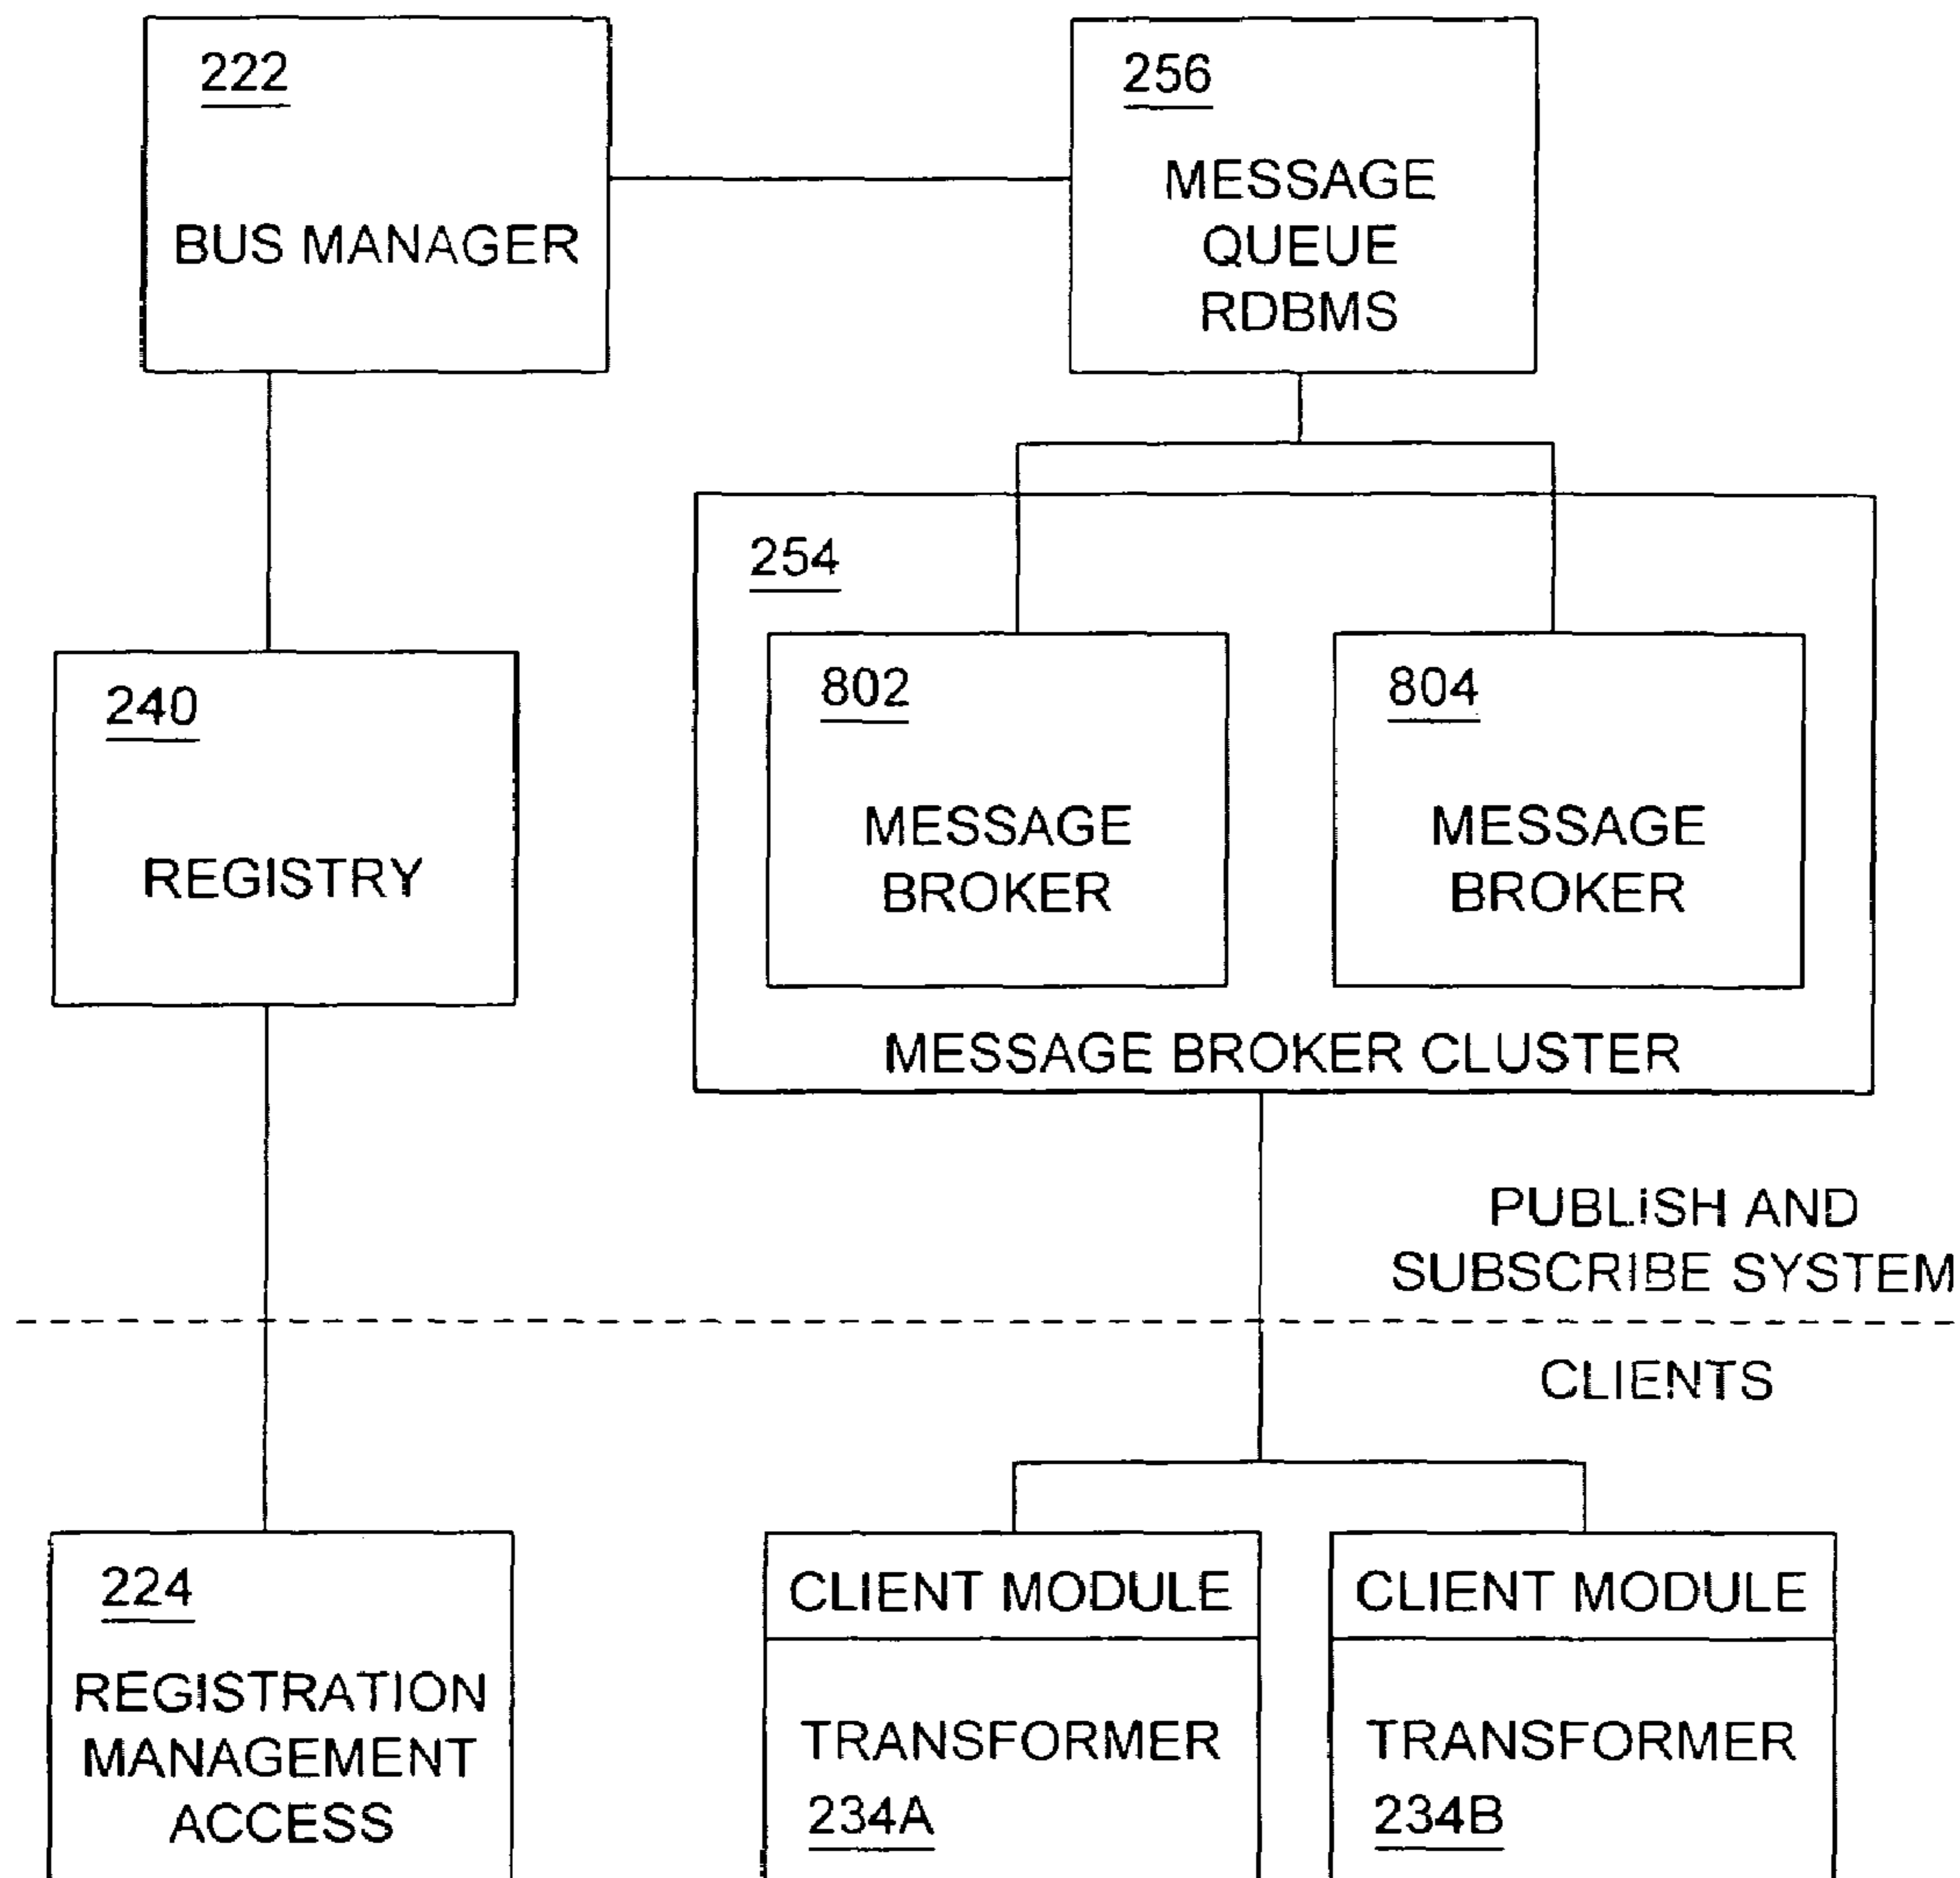 222
BUS MANAGER
256
MESSAGE
QUEUE
RDBMS
254
802
MESSAGE
BROKER
804
MESSAGE
BROKER
MESSAGE BROKER CLUSTER
240
REGISTRY
PUBLISH AND
SUBSCRIBE SYSTEM
CLIENTS
224
REGISTRATION
MANAGEMENT
ACCESS
CLIENT MODULE
TRANSFORMER
234A
CLIENT MODULE
TRANSFORMER
234B